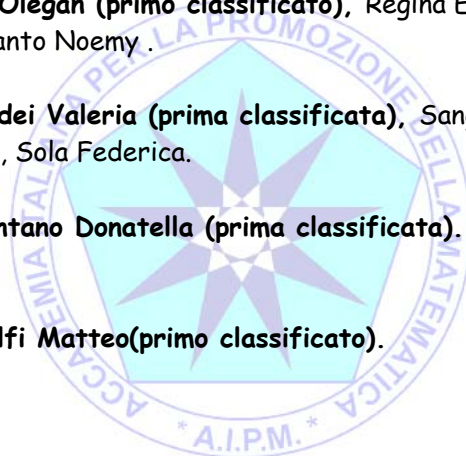 Olegan (primo classificato), Regina E
anto Noemy .
dei Valeria (prima classificata), Sang
, Sola Federica.
ntano Donatella (prima classificata).
lfi Matteo(primo classificato).
ACCADEMIA ITALIANA PER LA PROMOZIONE DELLA MATEMATICA
* A.I.P.M. *